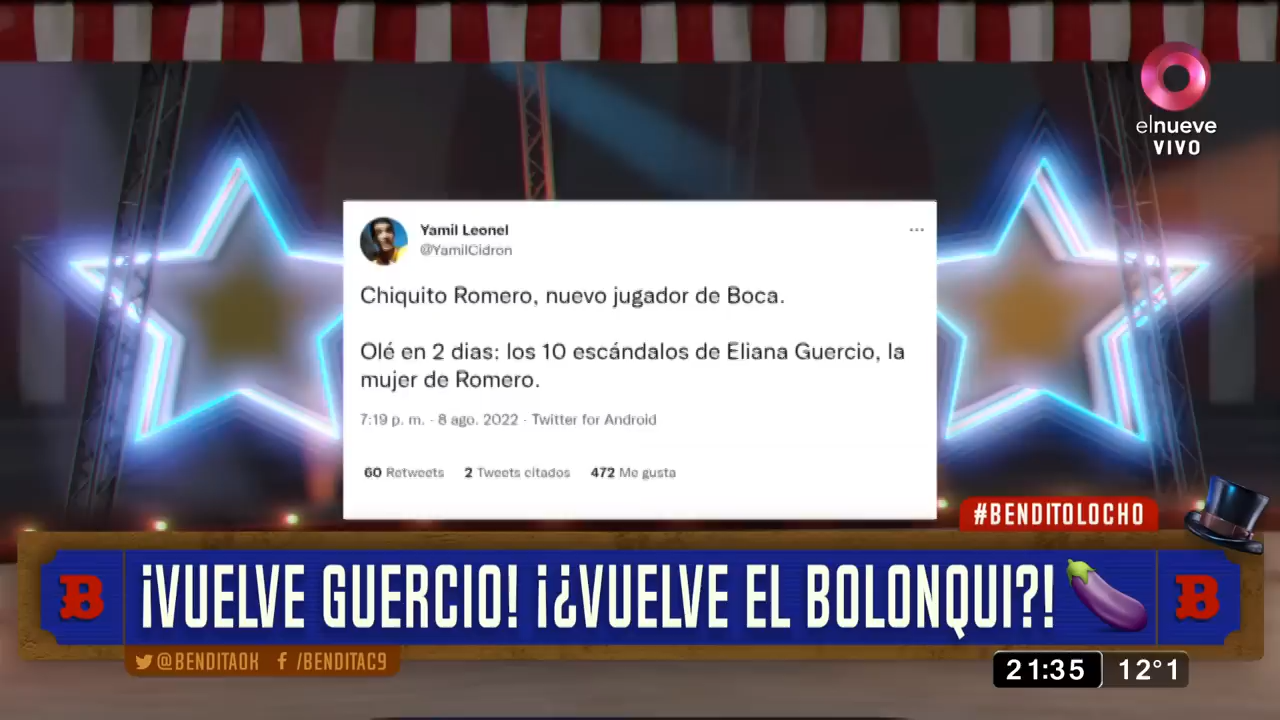 elnueve
VIVO
Yamil Leonel
@YamilCidron
Chiquito Romero, nuevo jugador de Boca.
Olé en 2 dias: los 10 escándalos de Eliana Guercio, la
mujer de Romero.
7:19 p. m. · 8 ago. 2022 · Twitter for Android
60 Retweets 2 Tweets citados 472 Me gusta
#BENDITOLOCHO
B ¡VUELVE GUERCIO! ¡¿VUELVE EL BOLONQUI?! B
@BENDITAOK f /BENDITAC9
21:35 12°1